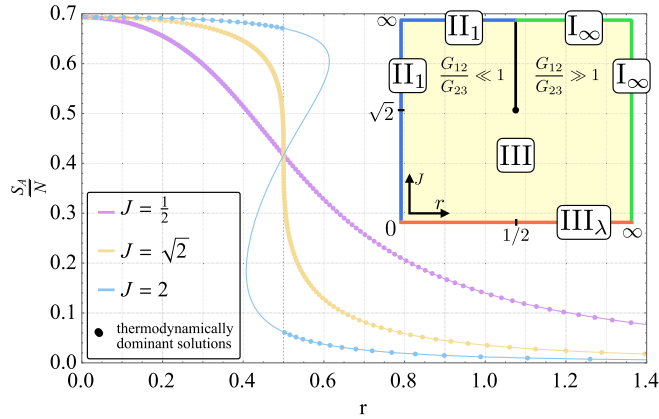 0.7
0.6
0.5
0.4
0.3
0.2
0.1
0.0
S_A/N
0.0 0.2 0.4 0.6 0.8 1.0 1.2 1.4
r
J = 1/2
J = √2
J = 2
thermodynamically
dominant solutions
∞ II₁ I∞
II₁ G₁₂/G₂₃ ≪ 1 G₁₂/G₂₃ ≫ 1 I∞
√2
III
J
r
0 1/2 III_λ ∞